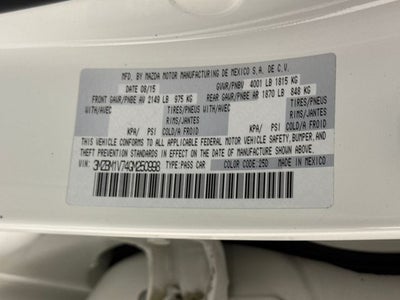 MFD. BY MAZDA MOTOR MANUFACTURING DE MEXICO S.A. DE C.V.
DATE 08/15 GVWR/PNBV 4001 LB 1815 KG
FRONT GAWR/PNBE AV 2149 LB 975 KG REAR GAWR/PNBE AR 1870 LB 848 KG
WITH/AVEC TIRES/PNEUS WITH/AVEC TIRES/PNEUS
RIMS/JANTES RIMS/JANTES
KPA/ PSI COLD/A FROID KPA/ PSI COLD/A FROID
THIS VEHICLE CONFORMS TO ALL APPLICABLE FEDERAL MOTOR VEHICLE SAFETY, BUMPER, AND
THEFT PREVENTION STANDARDS IN EFFECT ON THE DATE OF MANUFACTURE SHOWN ABOVE.
VIN: TYPE PASS CAR COLOR CODE: 25D MADE IN MEXICO